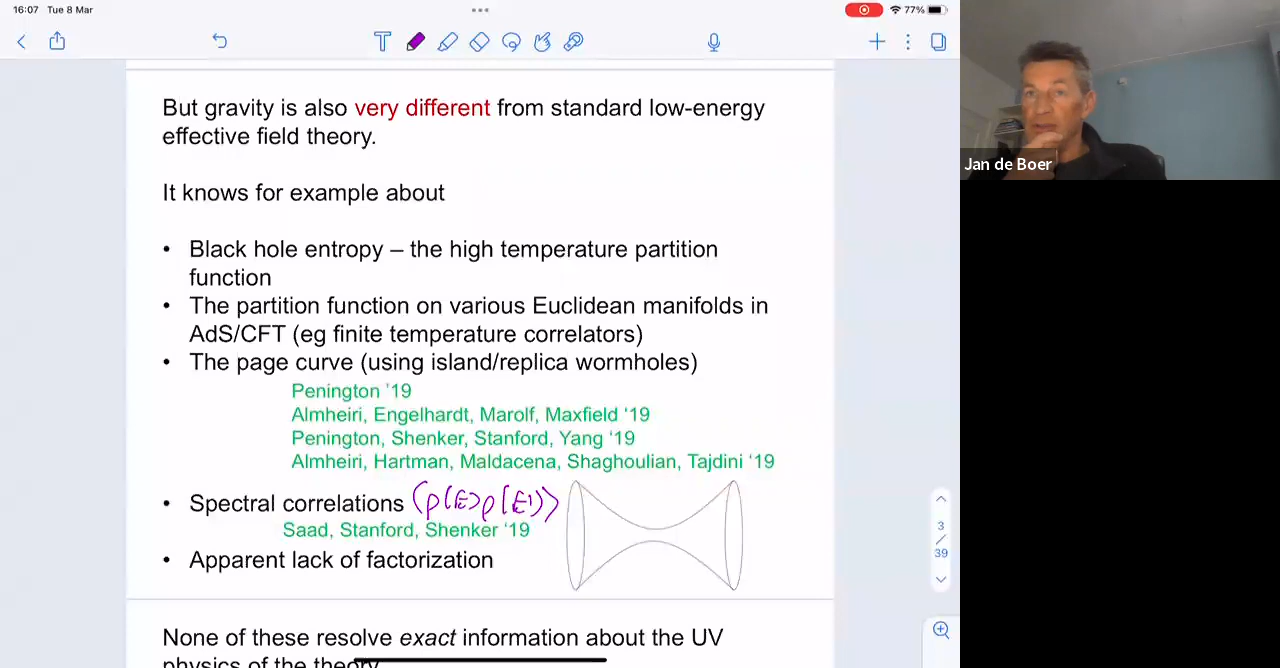 16:07 Tue 8 Mar
77%
But gravity is also very different from standard low-energy
effective field theory.
It knows for example about
• Black hole entropy – the high temperature partition
function
• The partition function on various Euclidean manifolds in
AdS/CFT (eg finite temperature correlators)
• The page curve (using island/replica wormholes)
Penington '19
Almheiri, Engelhardt, Marolf, Maxfield '19
Penington, Shenker, Stanford, Yang '19
Almheiri, Hartman, Maldacena, Shaghoulian, Tajdini '19
• Spectral correlations ⟨ρ(E)ρ(E')⟩
Saad, Stanford, Shenker '19
• Apparent lack of factorization
None of these resolve exact information about the UV
physics of the theory
3
/
39
Jan de Boer